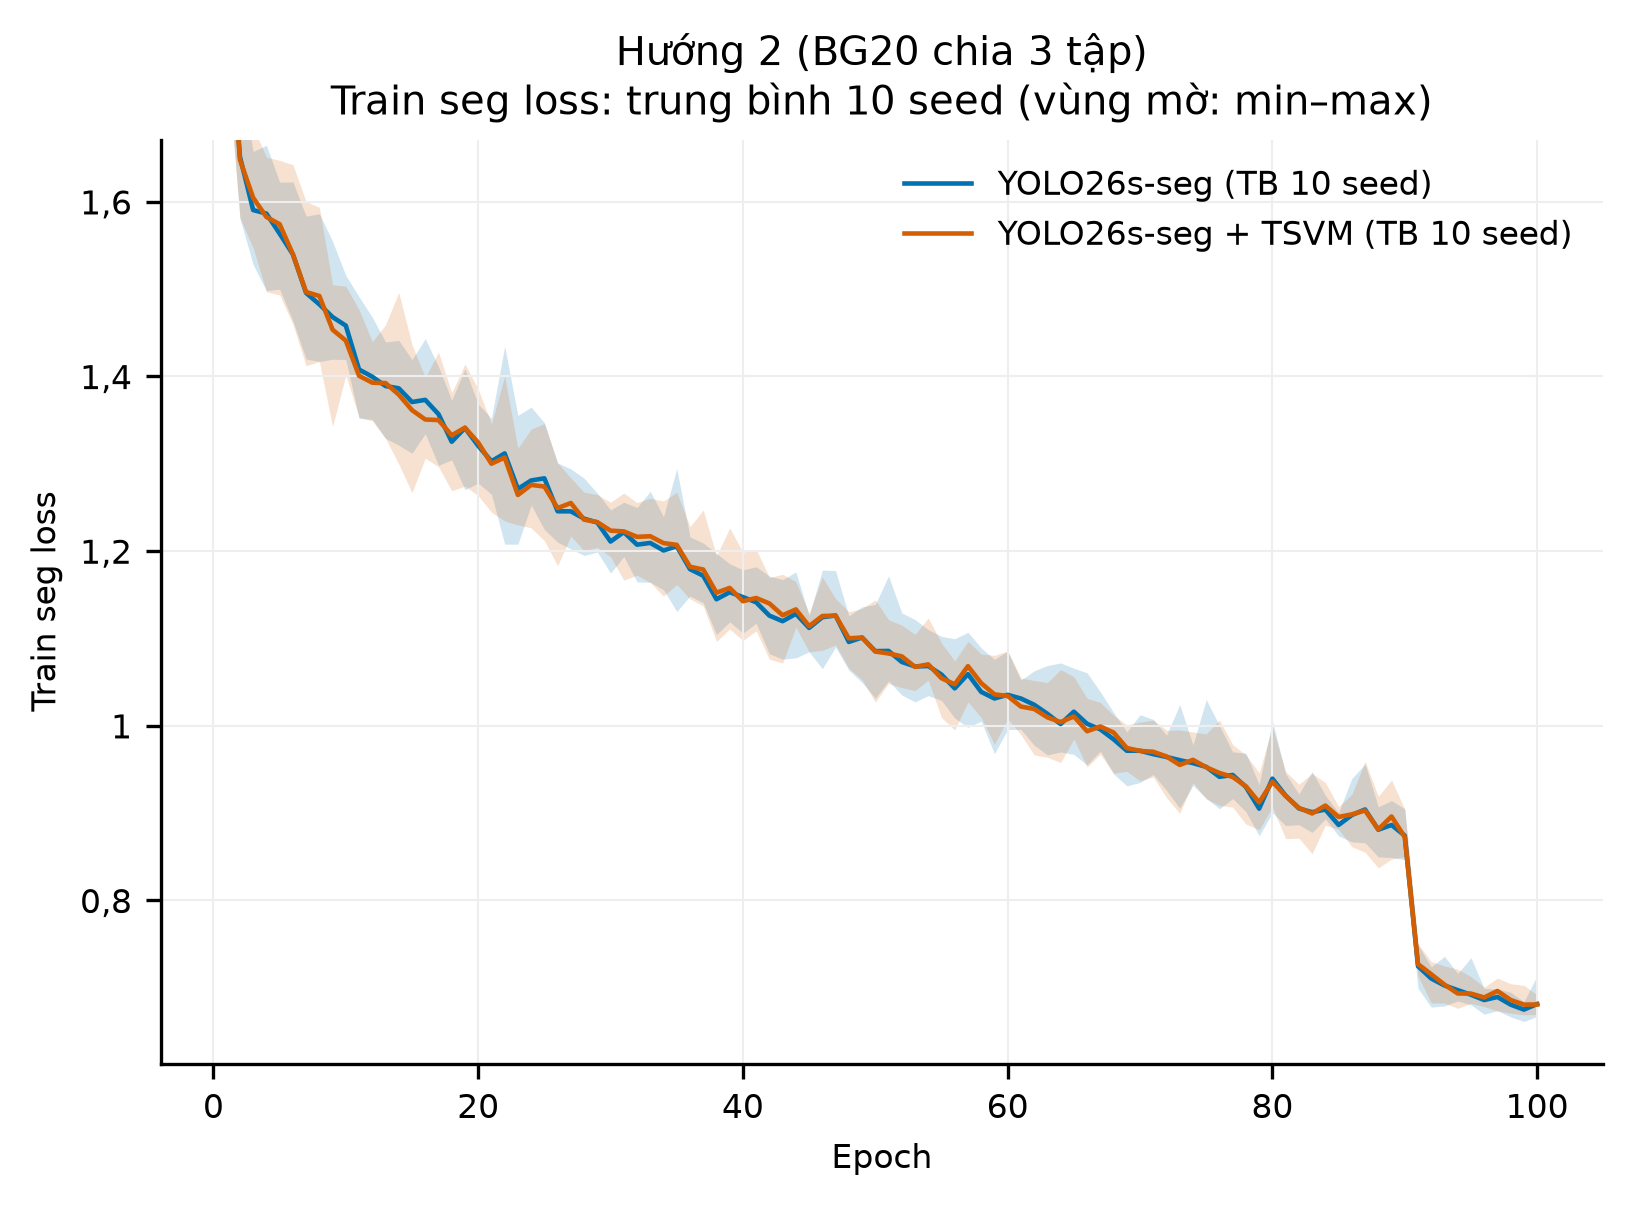 Hướng 2 (BG20 chia 3 tập)
Train seg loss: trung bình 10 seed (vùng mờ: min–max)
YOLO26s-seg (TB 10 seed)
YOLO26s-seg + TSVM (TB 10 seed)
Train seg loss
1,6
1,4
1,2
1
0,8
0 20 40 60 80 100
Epoch